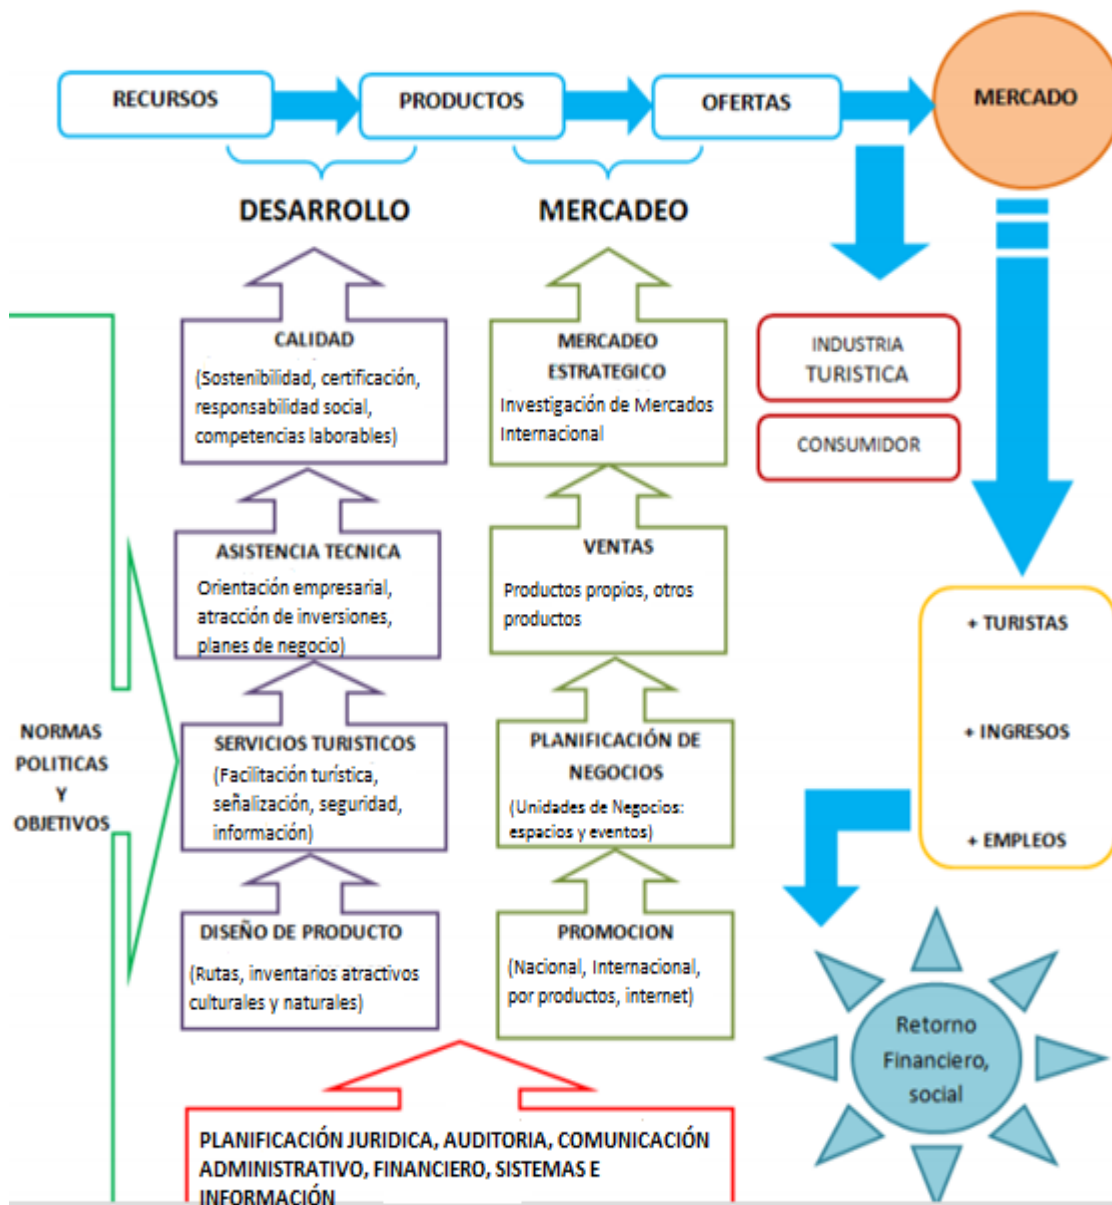 RECURSOS
PRODUCTOS
OFERTAS
MERCADO
DESARROLLO
MERCADEO
CALIDAD
(Sostenibilidad, certificación,
responsabilidad social,
competencias laborables)
MERCADEO
ESTRATEGICO
Investigación de Mercados
Internacional
INDUSTRIA
TURISTICA
CONSUMIDOR
ASISTENCIA TECNICA
Orientación empresarial,
atracción de inversiones,
planes de negocio)
VENTAS
Productos propios, otros
productos
+ TURISTAS
+ INGRESOS
+ EMPLEOS
NORMAS
POLITICAS
Y
OBJETIVOS
SERVICIOS TURISTICOS
(Facilitación turística,
señalización, seguridad,
información)
PLANIFICACIÓN DE
NEGOCIOS
(Unidades de Negocios:
espacios y eventos)
DISEÑO DE PRODUCTO
(Rutas, inventarios atractivos
culturales y naturales)
PROMOCION
(Nacional, Internacional,
por productos, internet)
Retorno
Financiero,
social
PLANIFICACIÓN JURIDICA, AUDITORIA, COMUNICACIÓN
ADMINISTRATIVO, FINANCIERO, SISTEMAS E
INFORMACIÓN